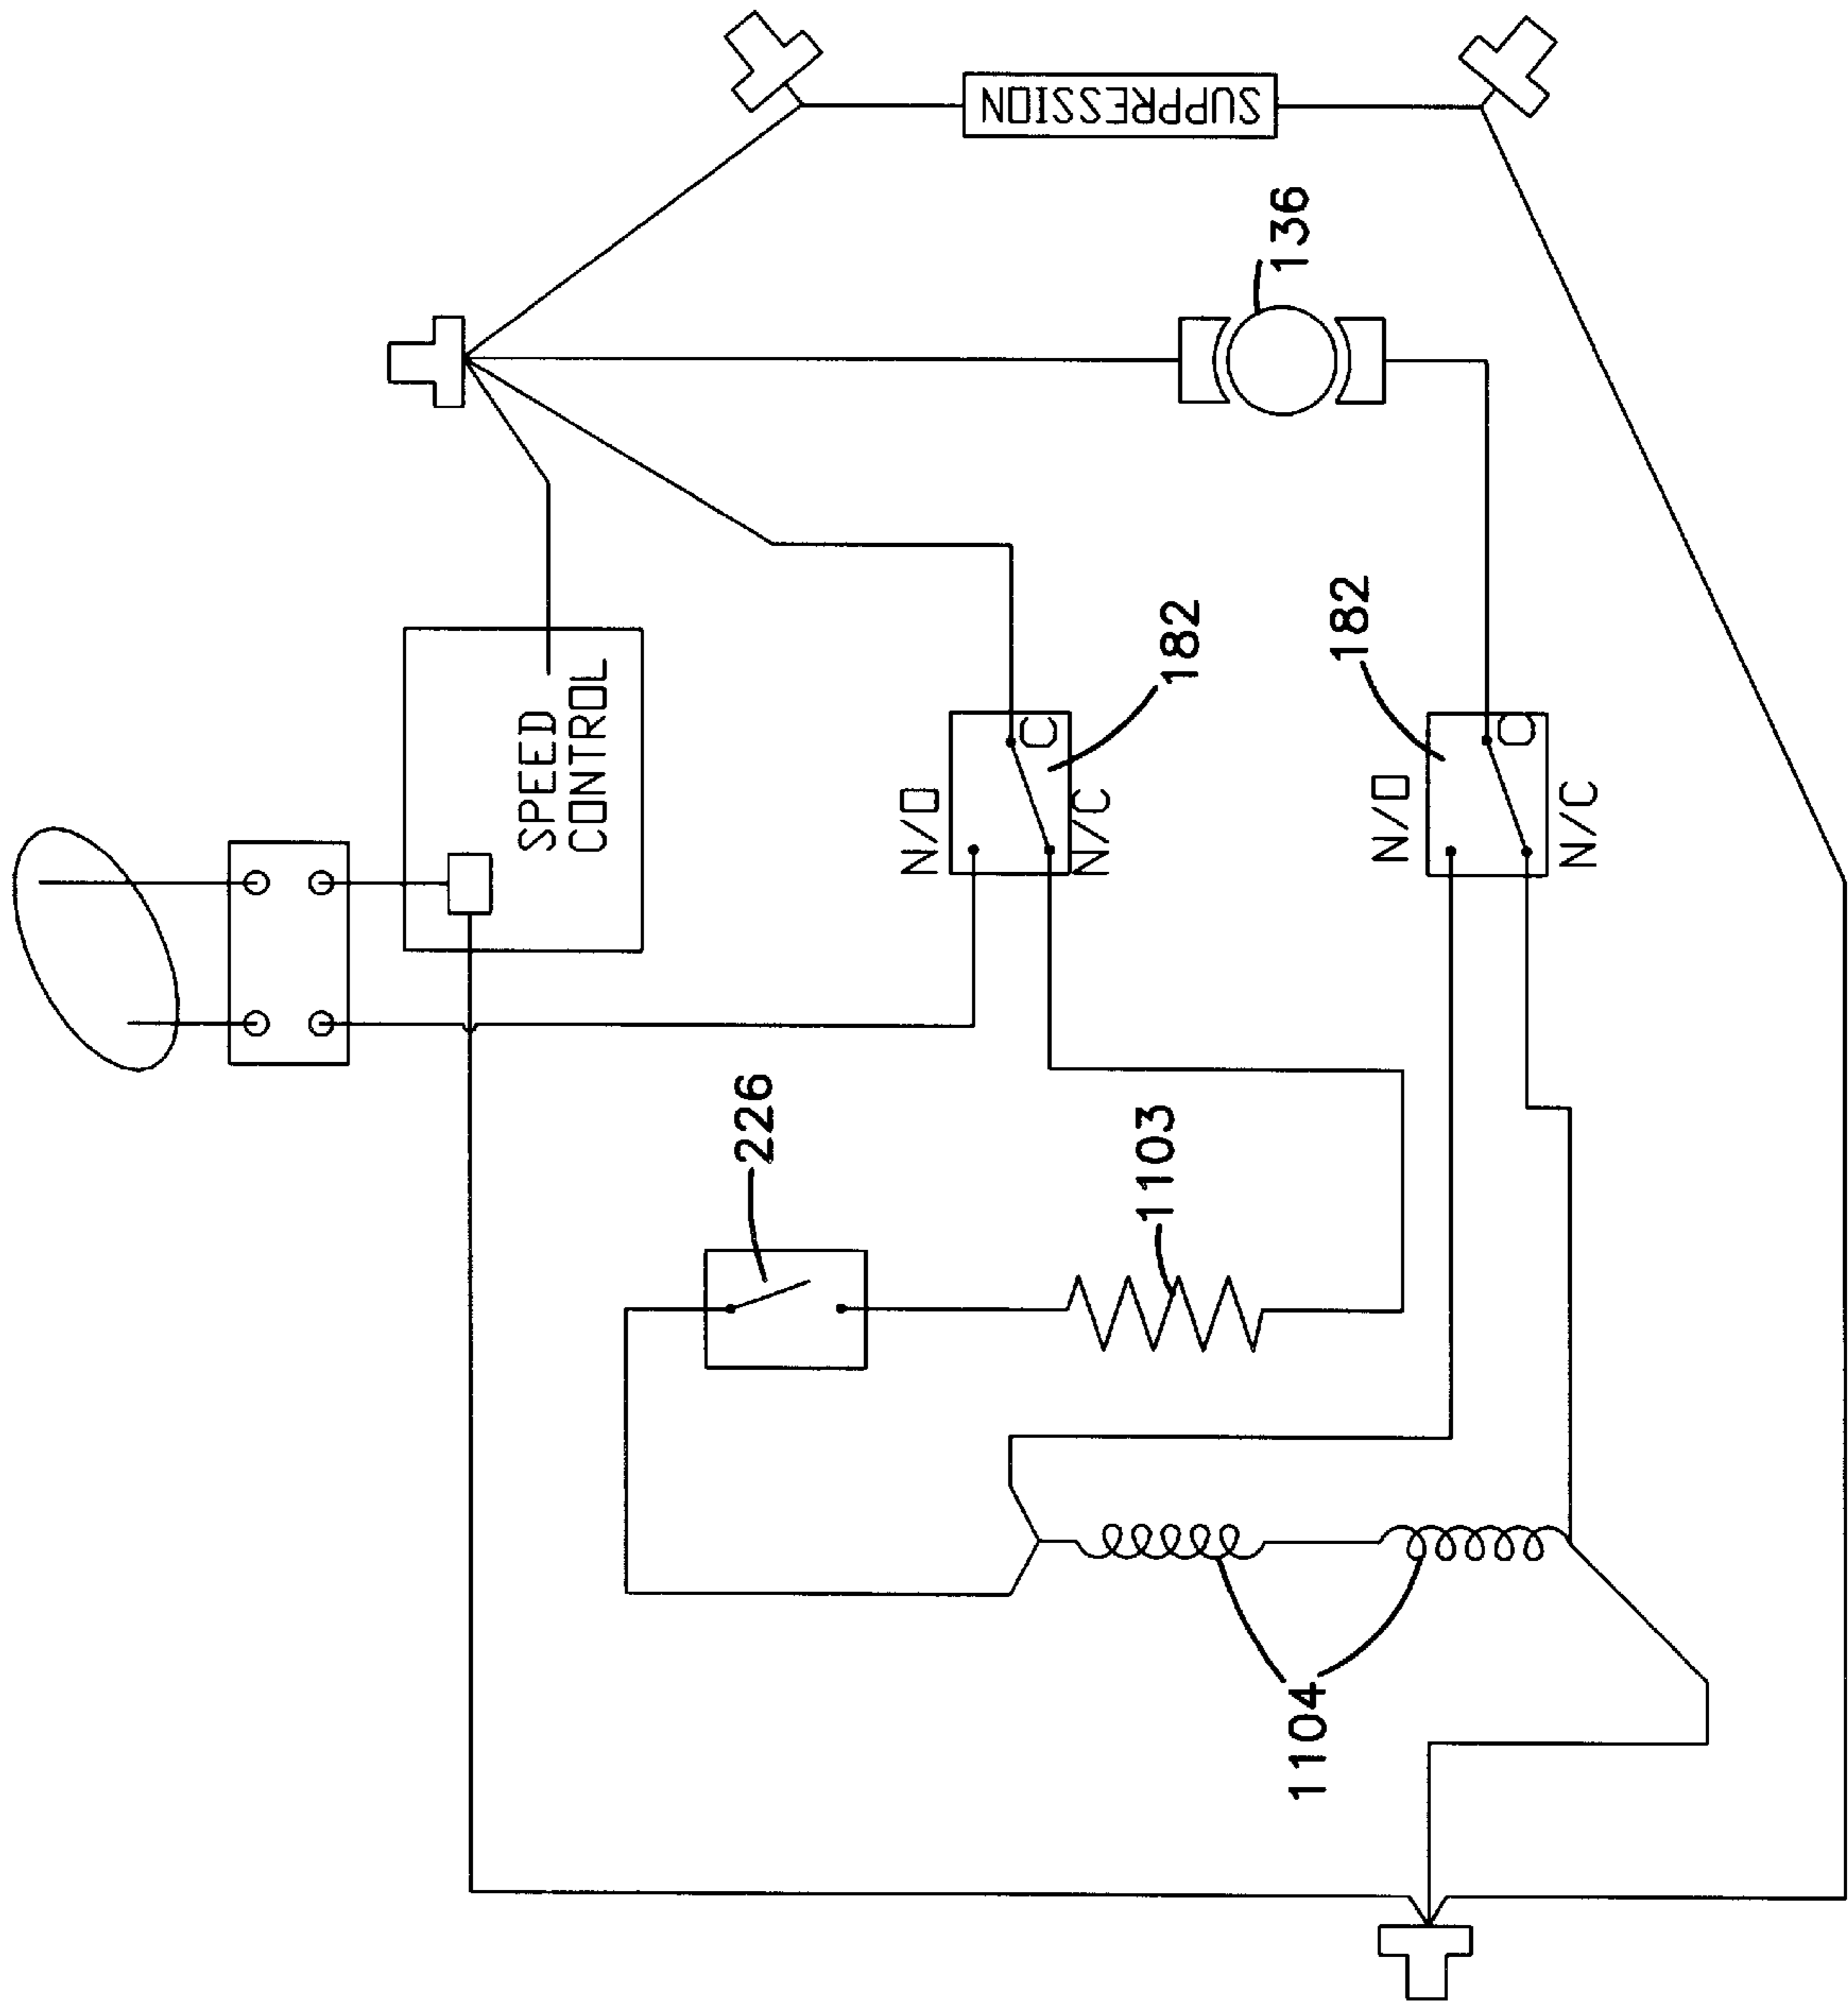 SUPPRESSION
136
SPEED
CONTROL
182
182
N/O
C
N/C
N/O
C
N/C
226
1103
1104